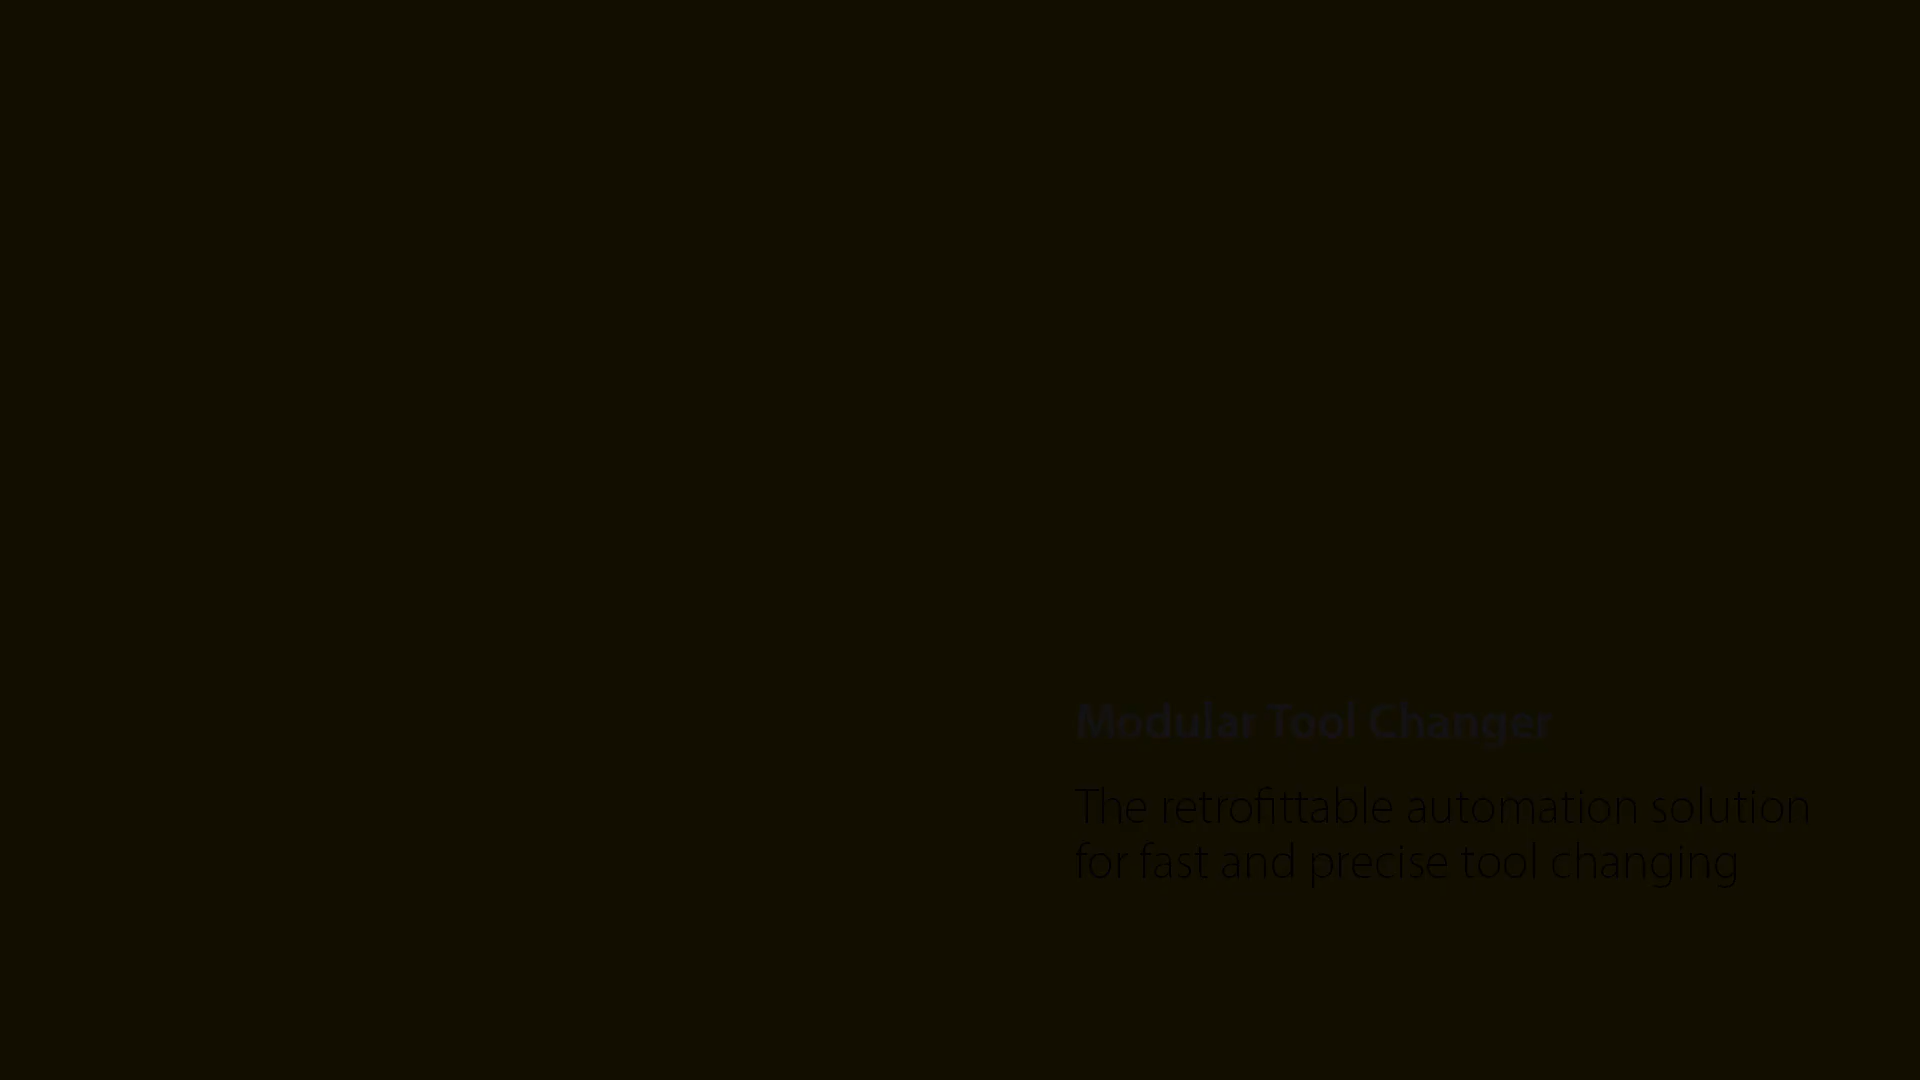 Modular Tool Changer
The retrofittable automation solution
for fast and precise tool changing